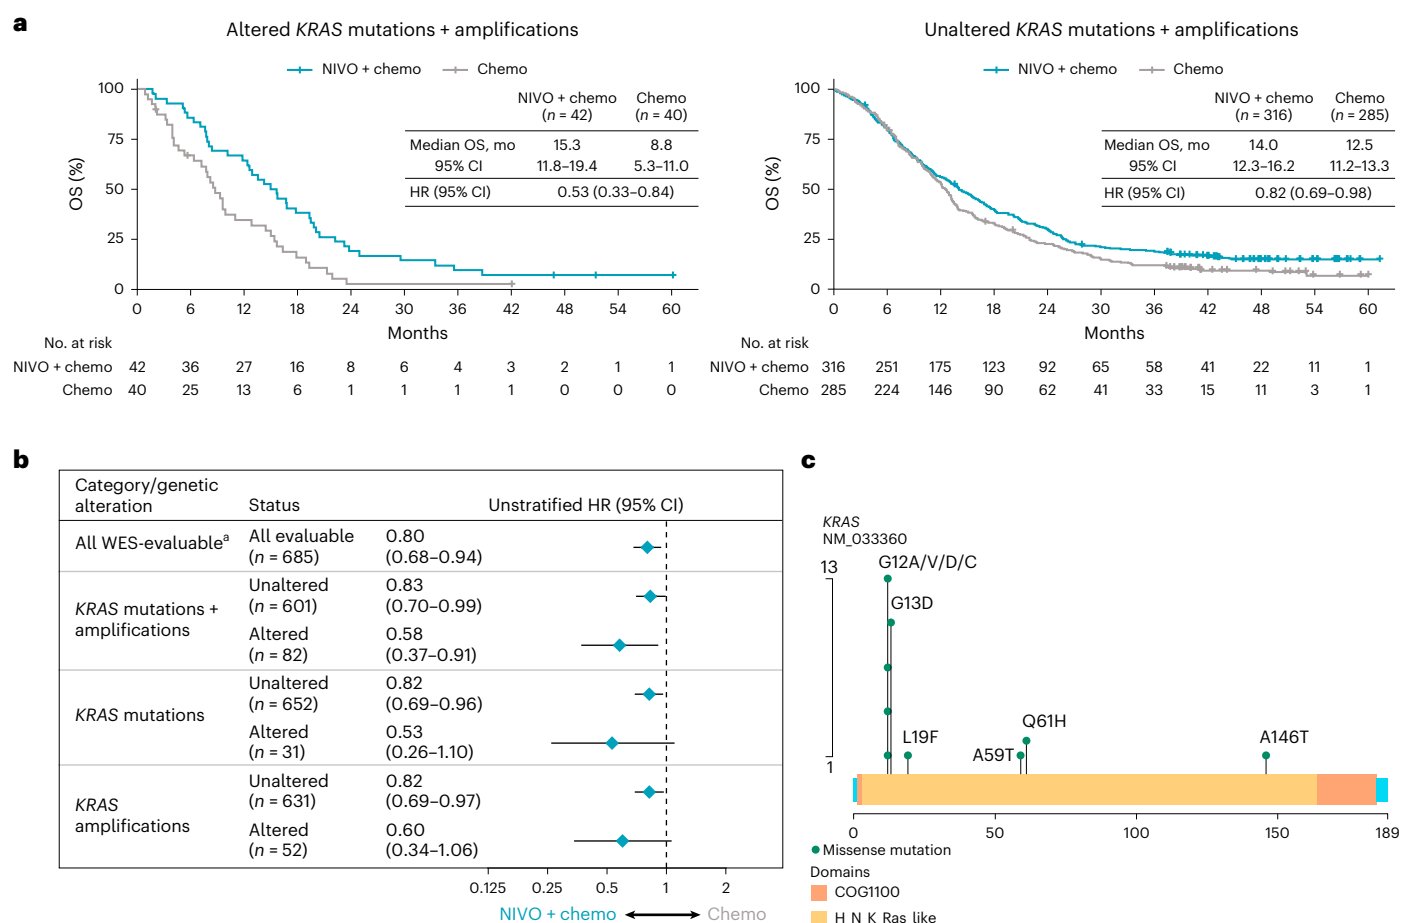 a
Altered KRAS mutations + amplifications
NIVO + chemo Chemo
NIVO + chemo Chemo
(n = 42) (n = 40)
Median OS, mo 15.3 8.8
95% CI 11.8–19.4 5.3–11.0
HR (95% CI) 0.53 (0.33–0.84)
OS (%)
100
75
50
25
0
0 6 12 18 24 30 36 42 48 54 60
Months
No. at risk
NIVO + chemo 42 36 27 16 8 6 4 3 2 1 1
Chemo 40 25 13 6 1 1 1 1 0 0 0
Unaltered KRAS mutations + amplifications
NIVO + chemo Chemo
NIVO + chemo Chemo
(n = 316) (n = 285)
Median OS, mo 14.0 12.5
95% CI 12.3–16.2 11.2–13.3
HR (95% CI) 0.82 (0.69–0.98)
OS (%)
100
75
50
25
0
0 6 12 18 24 30 36 42 48 54 60
Months
No. at risk
NIVO + chemo 316 251 175 123 92 65 58 41 22 11 1
Chemo 285 224 146 90 62 41 33 15 11 3 1
b
Category/genetic
alteration
Status
Unstratified HR (95% CI)
All WES-evaluableᵃ
All evaluable 0.80
(n = 685) (0.68–0.94)
KRAS mutations +
amplifications
Unaltered 0.83
(n = 601) (0.70–0.99)
Altered 0.58
(n = 82) (0.37–0.91)
KRAS mutations
Unaltered 0.82
(n = 652) (0.69–0.96)
Altered 0.53
(n = 31) (0.26–1.10)
KRAS
amplifications
Unaltered 0.82
(n = 631) (0.69–0.97)
Altered 0.60
(n = 52) (0.34–1.06)
0.125 0.25 0.5 1 2
NIVO + chemo Chemo
c
KRAS
NM_033360
13
1
G12A/V/D/C
G13D
L19F
A59T
Q61H
A146T
0 50 100 150 189
Missense mutation
Domains
COG1100
H_N_K_Ras_like